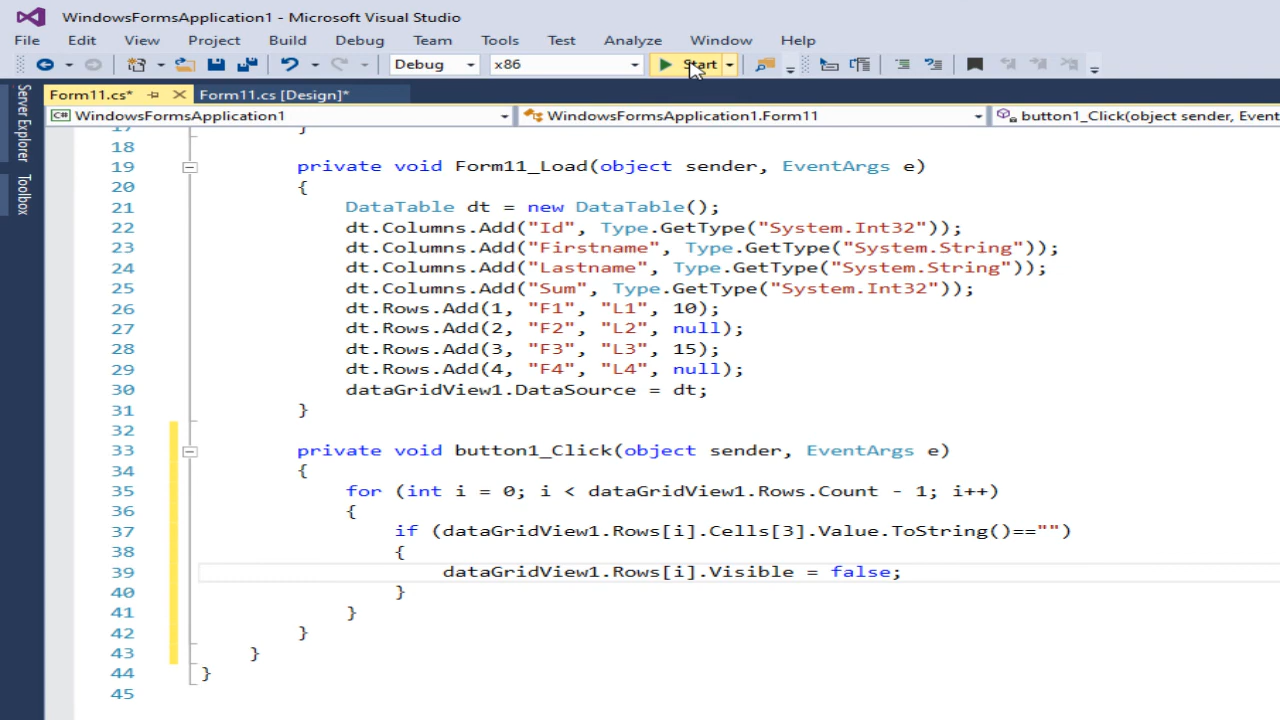 WindowsFormsApplication1 - Microsoft Visual Studio
File Edit View Project Build Debug Team Tools Test Analyze Window Help
Debug x86 Start
Form11.cs* Form11.cs [Design]*
C# WindowsFormsApplication1 WindowsFormsApplication1.Form11 button1_Click(object sender, Event
Server Explorer
Toolbox
17 }
18
19 private void Form11_Load(object sender, EventArgs e)
20 {
21 DataTable dt = new DataTable();
22 dt.Columns.Add("Id", Type.GetType("System.Int32"));
23 dt.Columns.Add("Firstname", Type.GetType("System.String"));
24 dt.Columns.Add("Lastname", Type.GetType("System.String"));
25 dt.Columns.Add("Sum", Type.GetType("System.Int32"));
26 dt.Rows.Add(1, "F1", "L1", 10);
27 dt.Rows.Add(2, "F2", "L2", null);
28 dt.Rows.Add(3, "F3", "L3", 15);
29 dt.Rows.Add(4, "F4", "L4", null);
30 dataGridView1.DataSource = dt;
31 }
32
33 private void button1_Click(object sender, EventArgs e)
34 {
35 for (int i = 0; i < dataGridView1.Rows.Count - 1; i++)
36 {
37 if (dataGridView1.Rows[i].Cells[3].Value.ToString()=="")
38 {
39 dataGridView1.Rows[i].Visible = false;
40 }
41 }
42 }
43 }
44 }
45